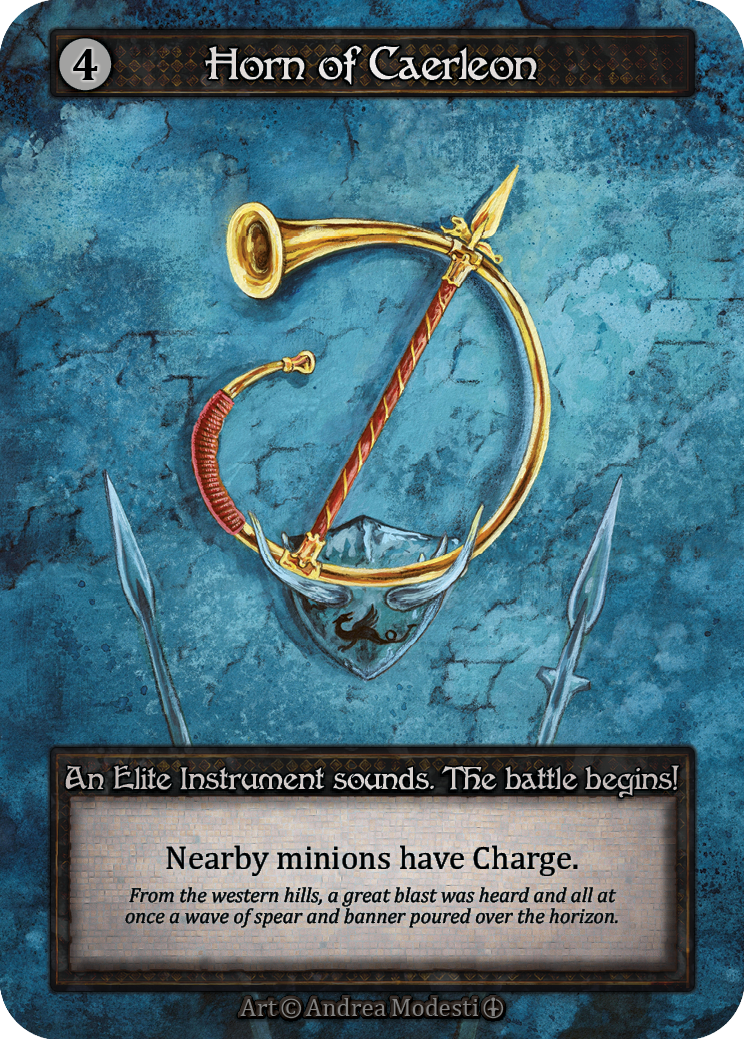 4
Horn of Caerleon
An Elite Instrument sounds. The battle begins!
Nearby minions have Charge.
From the western hills, a great blast was heard and all at
once a wave of spear and banner poured over the horizon.
Art © Andrea Modesti